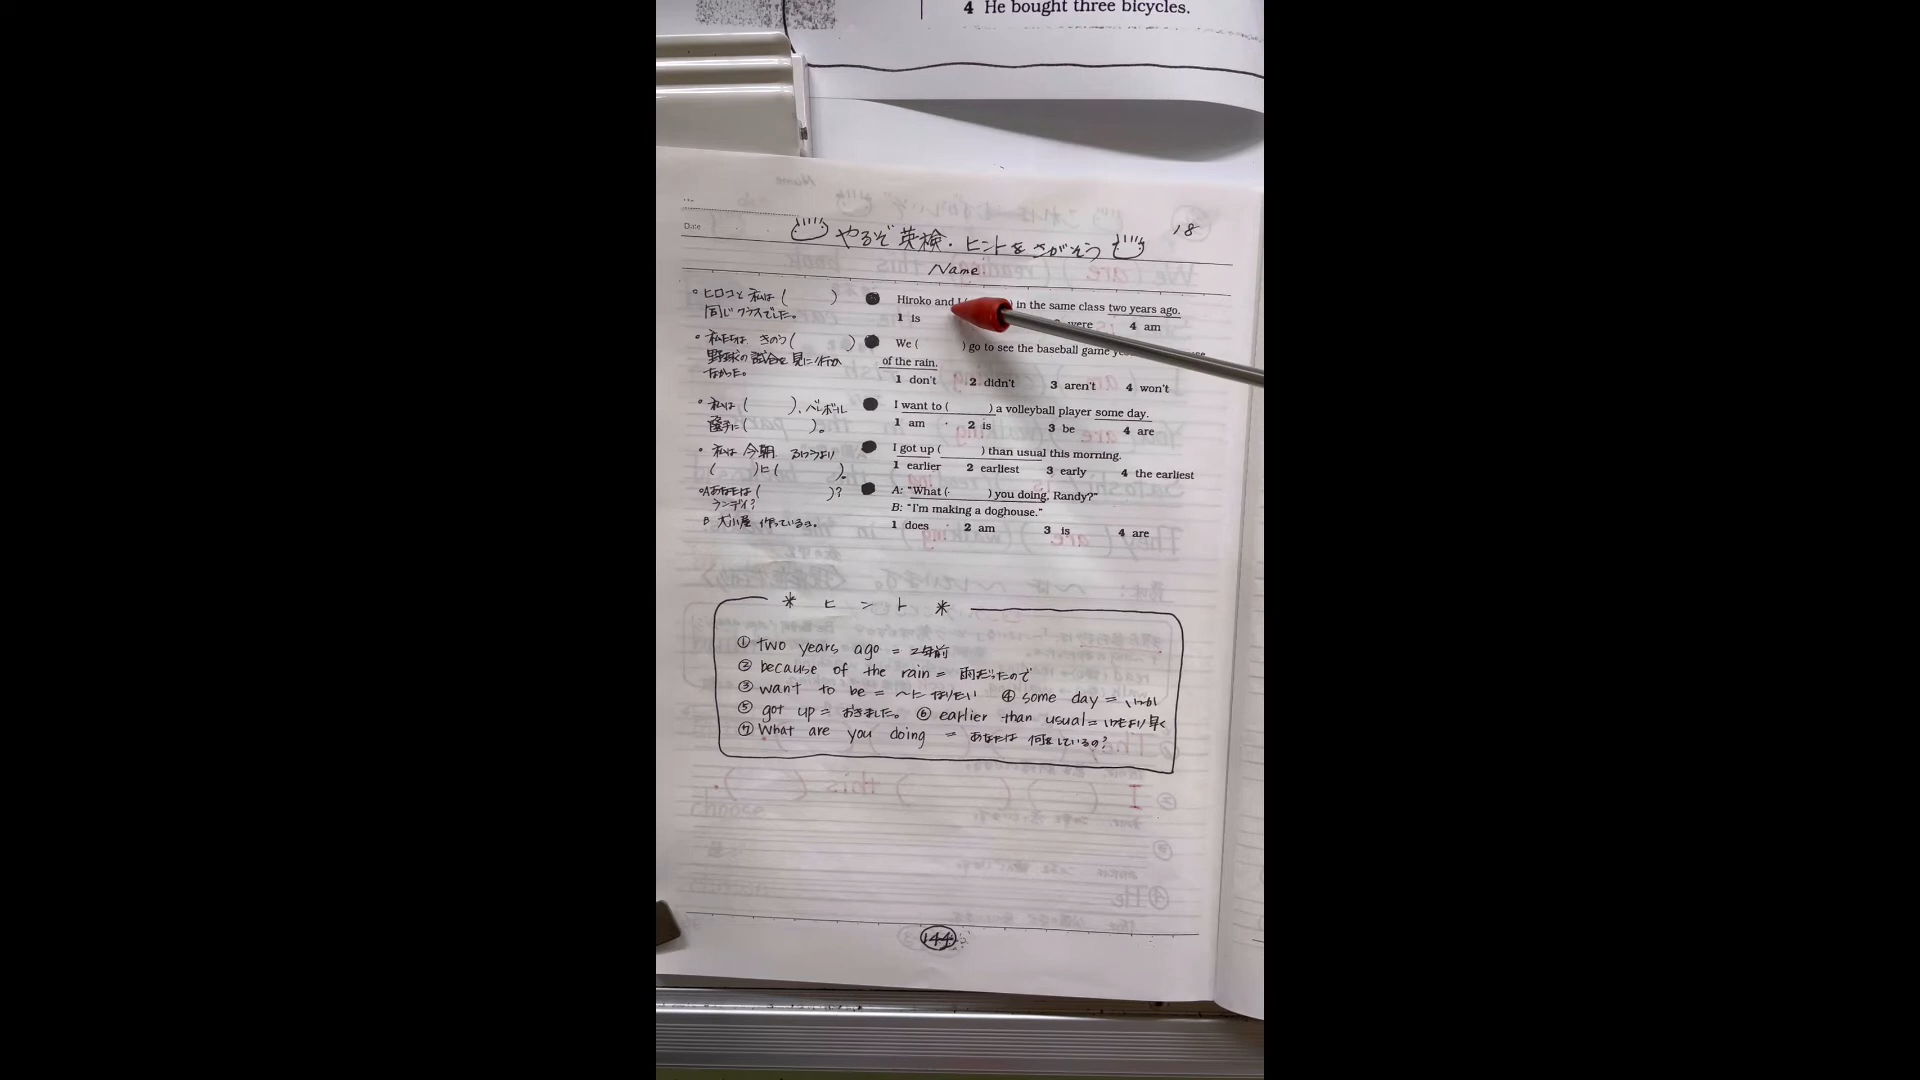 4 He bought three bicycles.
Date
やるぞ英検.ヒントをさがそう
18
Name
ヒロコと私は( )
同じクラスでした。
Hiroko and I ( ) in the same class two years ago.
1 is were 4 am
私たちは きのう( )
野球の試合を見に行か
なかった。
We ( ) go to see the baseball game
of the rain.
1 don't 2 didn't 3 aren't 4 won't
私は( )、バレーボール
選手に( )。
I want to ( ) a volleyball player some day.
1 am 2 is 3 be 4 are
私は 今朝 ふつうより
( )に( )。
I got up ( ) than usual this morning.
1 earlier 2 earliest 3 early 4 the earliest
Aあなたは( )?
ランディ?
B 犬小屋 作っているの。
A: "What ( ) you doing, Randy?"
B: "I'm making a doghouse."
1 does 2 am 3 is 4 are
* ヒント *
① two years ago = 2年前
② because of the rain = 雨だったので
③ want to be = 〜になりたい ④ some day = いつか
⑤ got up = おきました。 ⑥ earlier than usual = いつもより早く
⑦ What are you doing = あなたは 何をしているの?
144